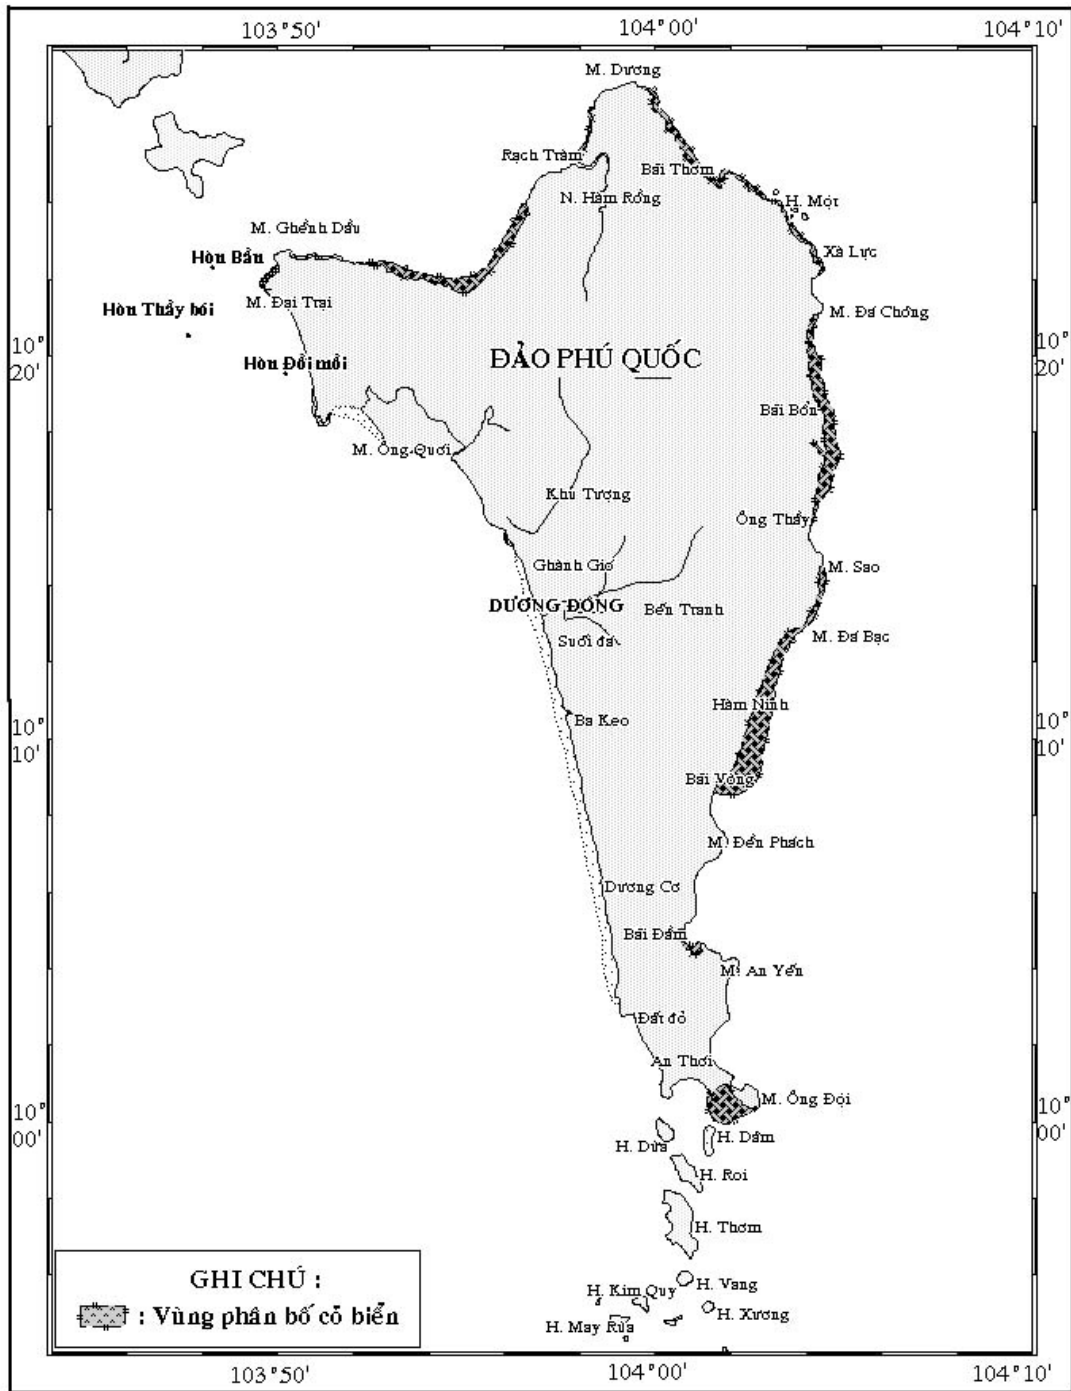 103°50' 104°00' 104°10'
M. Dương
Rạch Tràm
Bãi Thơm
N. Hàm Rồng
H. Một
M. Ghềnh Dầu
Xà Lực
Hòn Bần
M. Đại Trại
Hòn Thầy bói
M. Đá Chồng
10° 20'
10° 20'
Hòn Đồi mồi
ĐẢO PHÚ QUỐC
Bãi Bổn
M. Ông Quơi
Khu Tượng
Ông Thầy
Ghành Gio
M. Sao
DƯƠNG ĐÔNG
Bến Tranh
Suối đá
M. Đá Bạc
Hàm Ninh
Ba Keo
10° 10'
10° 10'
Bãi Vòng
M. Đền Phách
Dương Cơ
Bãi Đầm
M. An Yến
Đất đỏ
An Thơi
M. Ông Đội
10° 00'
10° 00'
H. Dừa
H. Dăm
H. Roi
H. Thơm
H. Vang
H. Kim Quy
H. Xương
H. May Rủa
GHI CHÚ :
: Vùng phân bố cỏ biển
103°50' 104°00' 104°10'